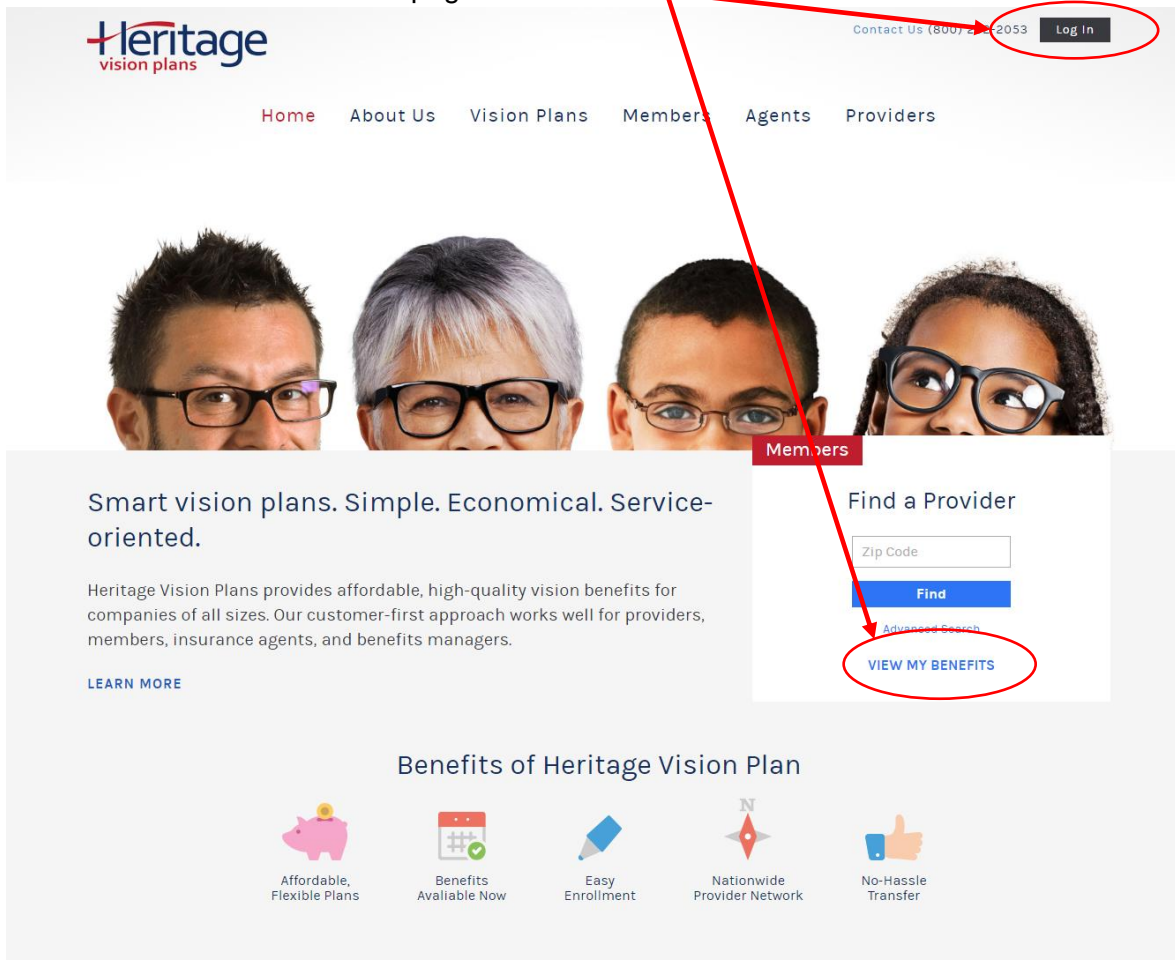 Heritage
vision plans
Contact Us (800) 2 -2053
Log In
Home About Us Vision Plans Members Agents Providers
Members
Smart vision plans. Simple. Economical. Service-
oriented.
Heritage Vision Plans provides affordable, high-quality vision benefits for
companies of all sizes. Our customer-first approach works well for providers,
members, insurance agents, and benefits managers.
LEARN MORE
Find a Provider
Zip Code
Find
Advanced Search
VIEW MY BENEFITS
Benefits of Heritage Vision Plan
N
Affordable,
Flexible Plans
Benefits
Avaliable Now
Easy
Enrollment
Nationwide
Provider Network
No-Hassle
Transfer